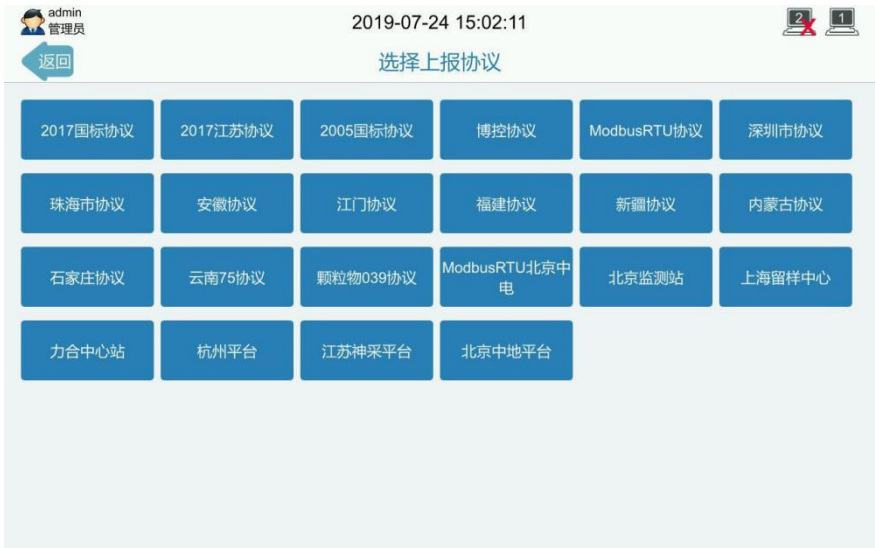 admin
管理员
2019-07-24 15:02:11
2
1
返回
选择上报协议
2017国标协议
2017江苏协议
2005国标协议
博控协议
ModbusRTU协议
深圳市协议
珠海市协议
安徽协议
江门协议
福建协议
新疆协议
内蒙古协议
石家庄协议
云南75协议
颗粒物039协议
ModbusRTU北京中
电
北京监测站
上海留样中心
力合中心站
杭州平台
江苏神采平台
北京中地平台